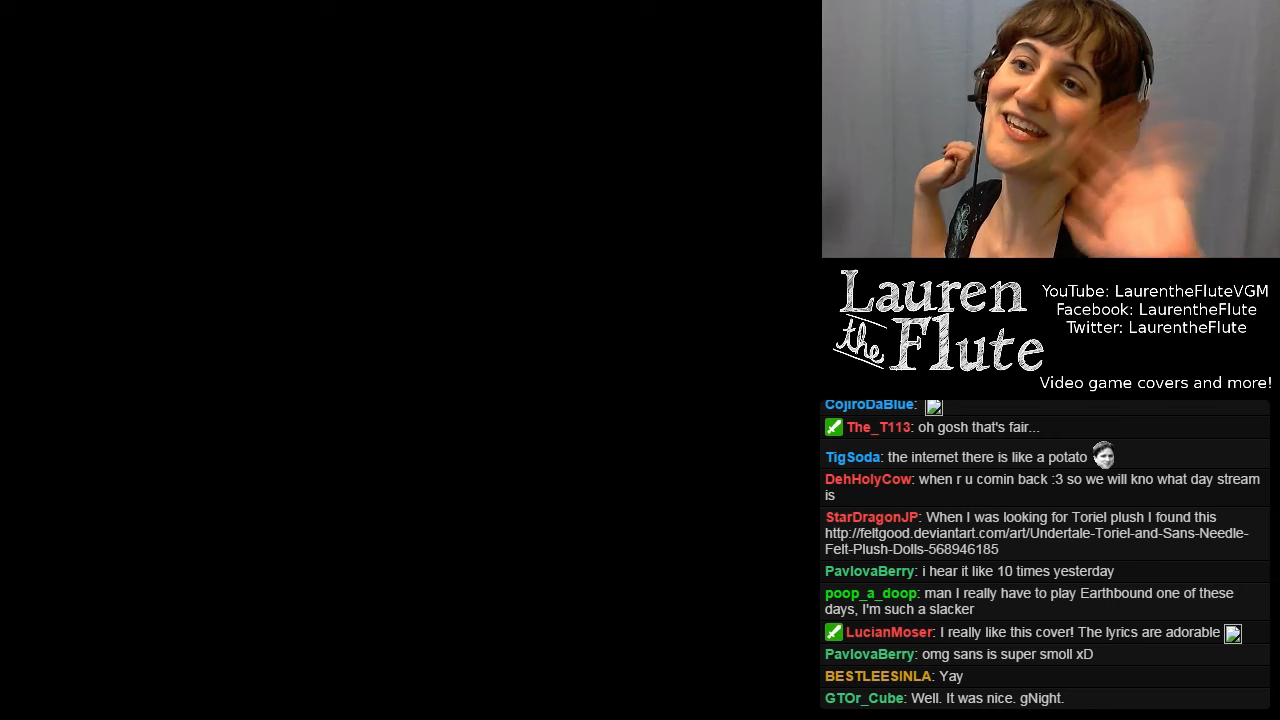 Lauren
the Flute
YouTube: LaurentheFluteVGM
Facebook: LaurentheFlute
Twitter: LaurentheFlute
Video game covers and more!
CojiroDaBlue:
The_T113: oh gosh that's fair...
TigSoda: the internet there is like a potato
DehHolyCow: when r u comin back :3 so we will kno what day stream
is
StarDragonJP: When I was looking for Toriel plush I found this
http://feltgood.deviantart.com/art/Undertale-Toriel-and-Sans-Needle-
Felt-Plush-Dolls-568946185
PavlovaBerry: i hear it like 10 times yesterday
poop_a_doop: man I really have to play Earthbound one of these
days, I'm such a slacker
LucianMoser: I really like this cover! The lyrics are adorable
PavlovaBerry: omg sans is super smoll xD
BESTLEESINLA: Yay
GTOr_Cube: Well. It was nice. gNight.